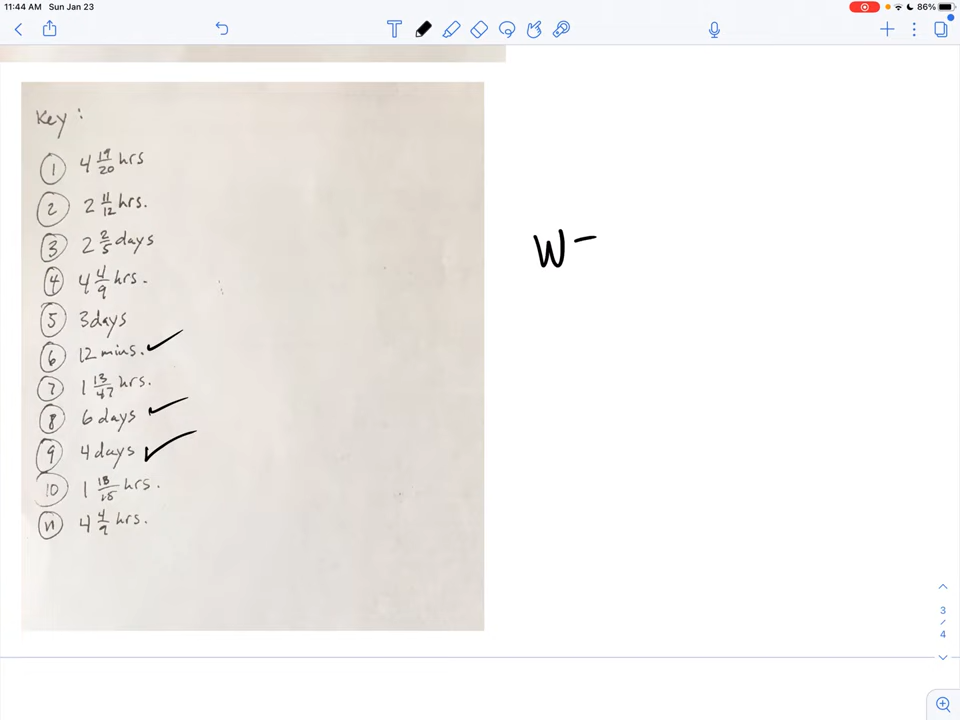 11:44 AM Sun Jan 23
86%
T
Key:
1 4 19/20 hrs
2 2 11/12 hrs.
3 2 2/5 days
4 4 4/9 hrs.
5 3 days
6 12 mins. ✓
7 1 13/47 hrs.
8 6 days ✓
9 4 days ✓
10 1 hrs.
11 4 4/9 hrs.
W –
3
/
4